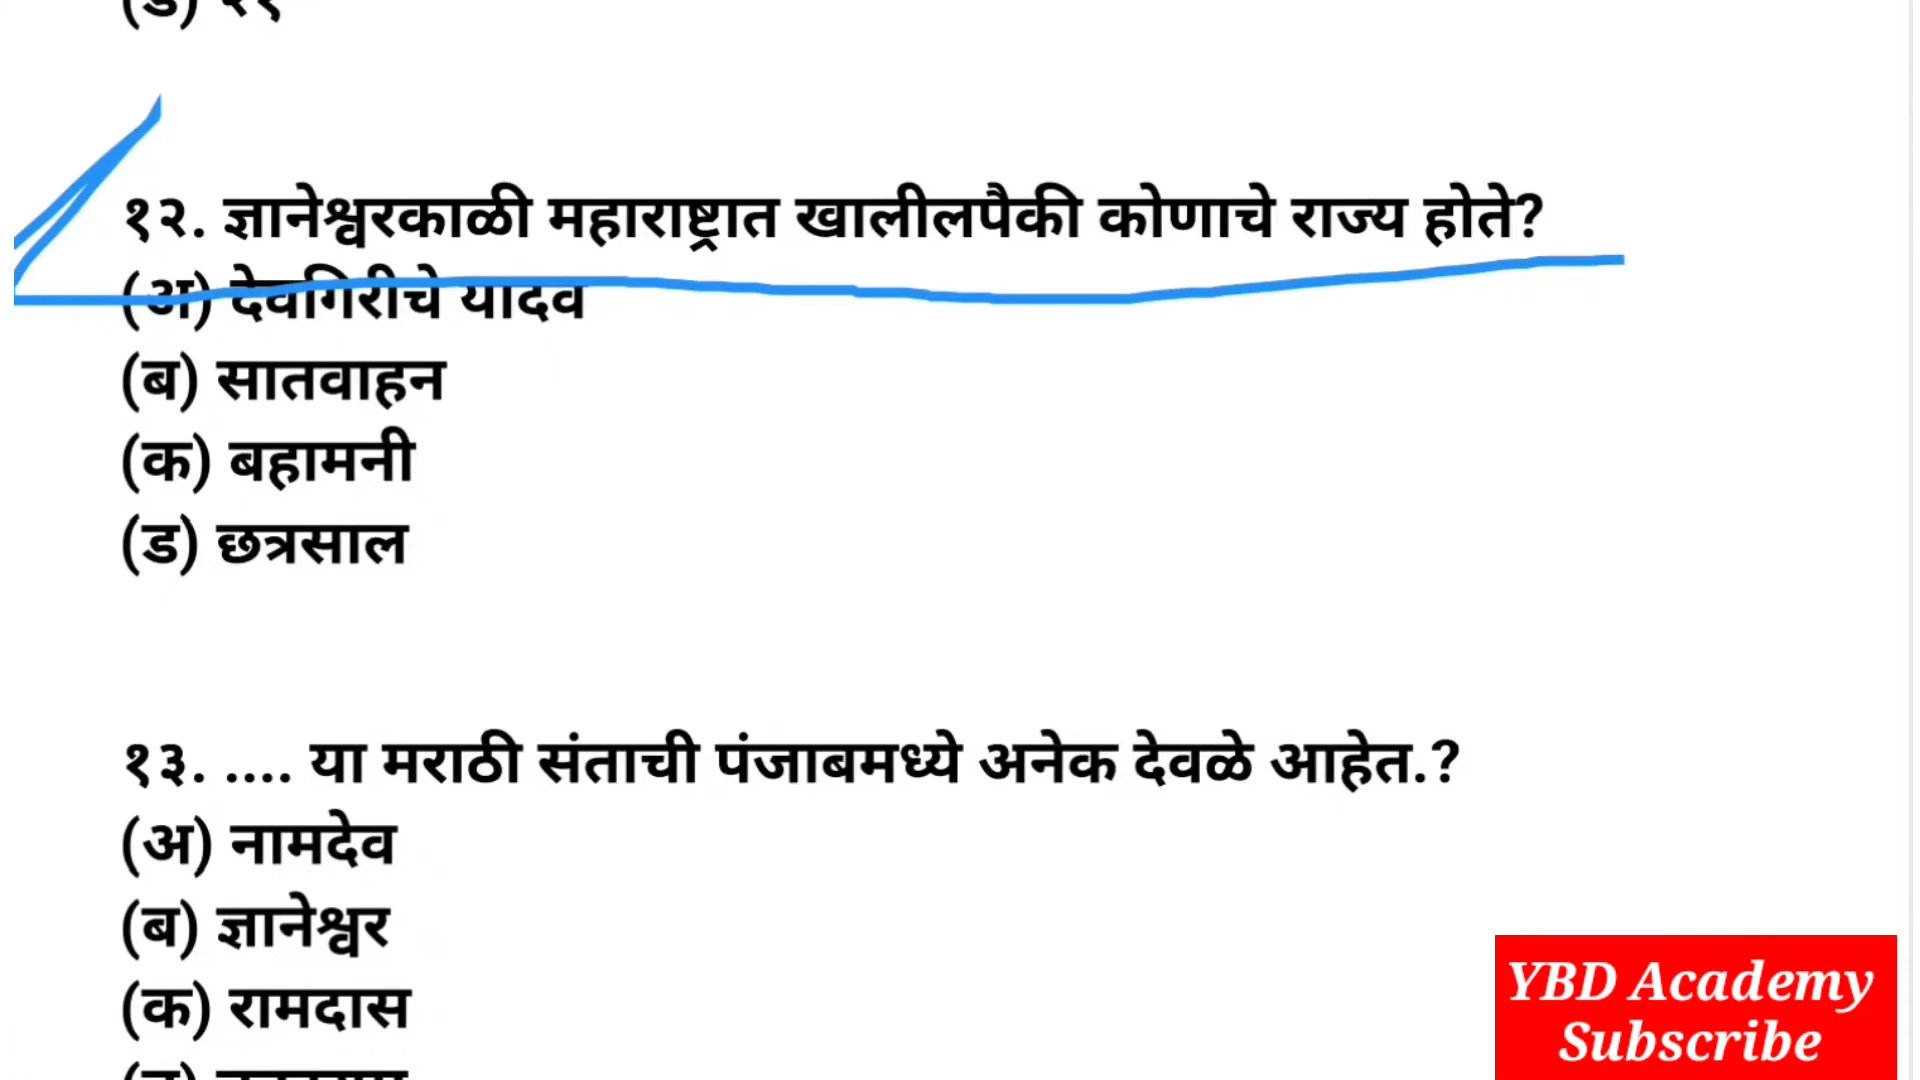 १२. ज्ञानेश्वरकाळी महाराष्ट्रात खालीलपैकी कोणाचे राज्य होते?
(अ) देवगिरीचे यादव
(ब) सातवाहन
(क) बहामनी
(ड) छत्रसाल
१३. .... या मराठी संताची पंजाबमध्ये अनेक देवळे आहेत.?
(अ) नामदेव
(ब) ज्ञानेश्वर
(क) रामदास
YBD Academy
Subscribe